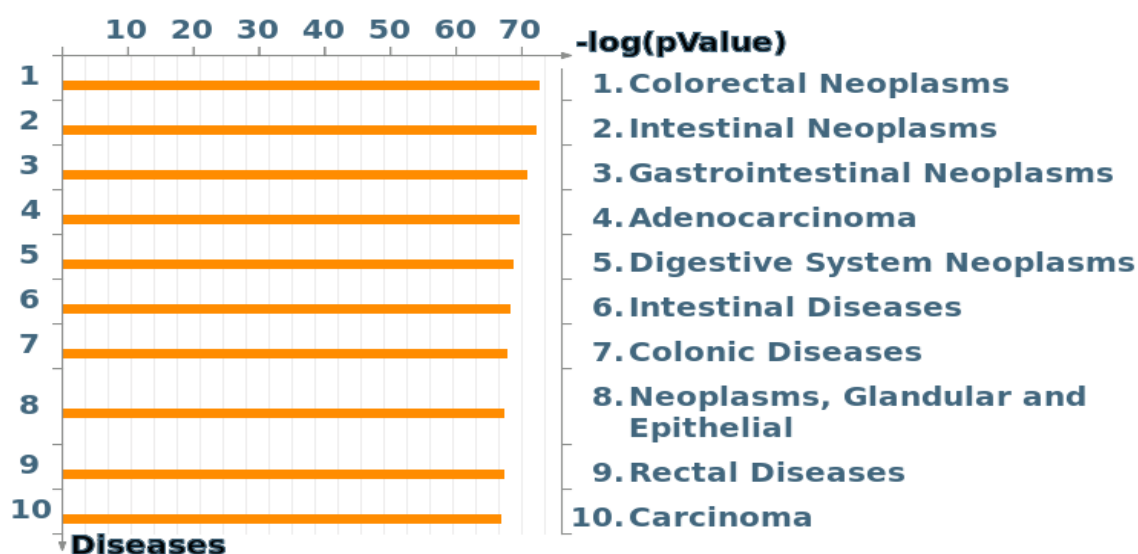 10 20 30 40 50 60 70
-log(pValue)
1 1. Colorectal Neoplasms
2 2. Intestinal Neoplasms
3 3. Gastrointestinal Neoplasms
4 4. Adenocarcinoma
5 5. Digestive System Neoplasms
6 6. Intestinal Diseases
7 7. Colonic Diseases
8 8. Neoplasms, Glandular and
Epithelial
9 9. Rectal Diseases
10 10. Carcinoma
Diseases